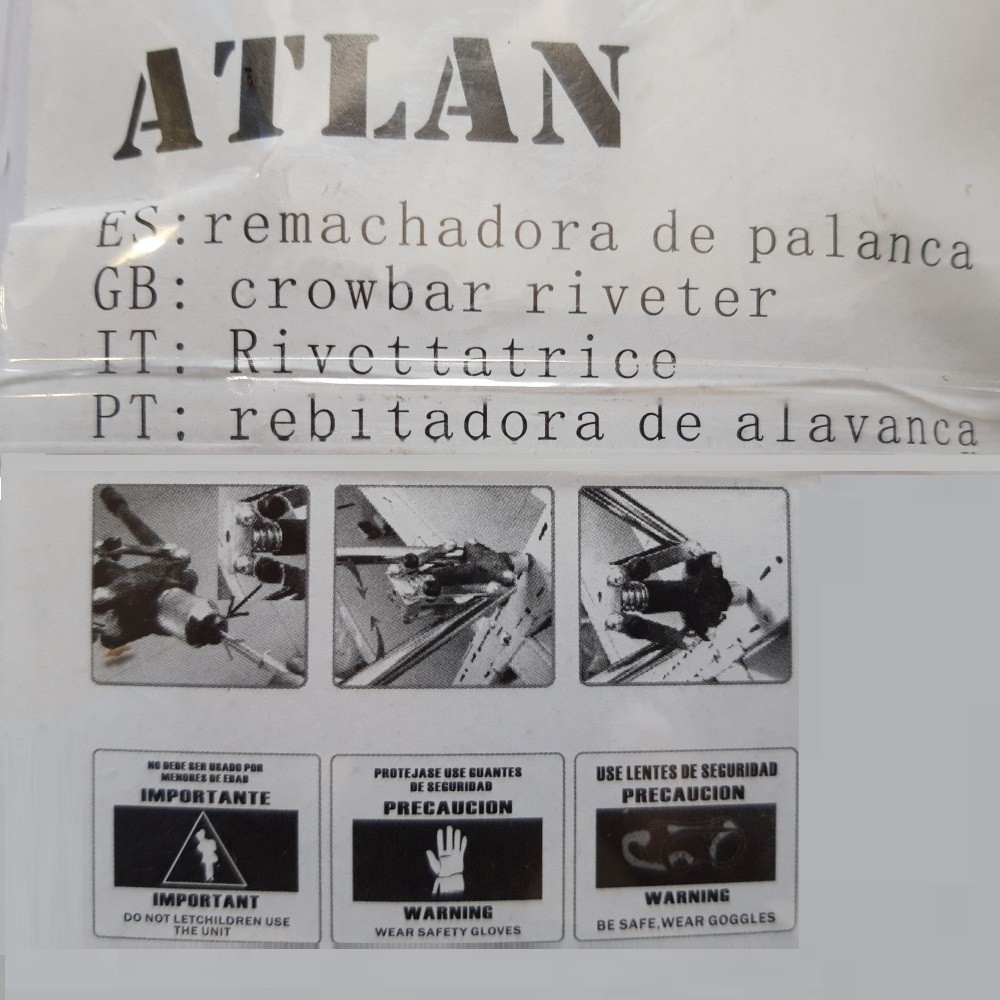 ATLAN
ES:remachadora de palanca
GB: crowbar riveter
IT: Rivettatrice
PT: rebitadora de alavanca
NO DEBE SER USADO POR
MENORES DE EDAD
IMPORTANTE
IMPORTANT
DO NOT LETCHILDREN USE
THE UNIT
PROTEJASE USE GUANTES
DE SEGURIDAD
PRECAUCION
WARNING
WEAR SAFETY GLOVES
USE LENTES DE SEGURIDAD
PRECAUCION
WARNING
BE SAFE,WEAR GOGGLES